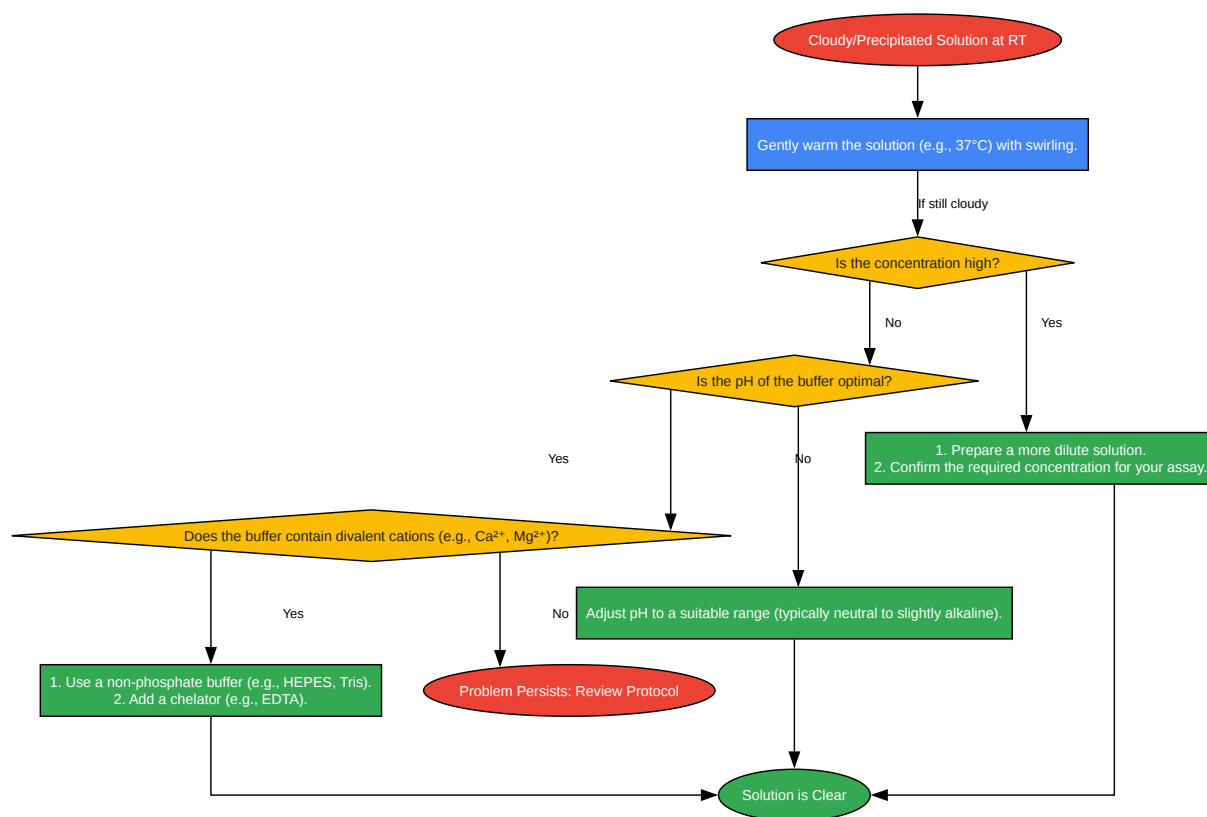 Cloudy/Precipitated Solution at RT
Gently warm the solution (e.g., 37°C) with swirling.
If still cloudy
Is the concentration high?
No
Yes
Is the pH of the buffer optimal?
Yes
No
1. Prepare a more dilute solution.
2. Confirm the required concentration for your assay.
Does the buffer contain divalent cations (e.g., Ca²⁺, Mg²⁺)?
Yes
No
Adjust pH to a suitable range (typically neutral to slightly alkaline).
1. Use a non-phosphate buffer (e.g., HEPES, Tris).
2. Add a chelator (e.g., EDTA).
Problem Persists: Review Protocol
Solution is Clear